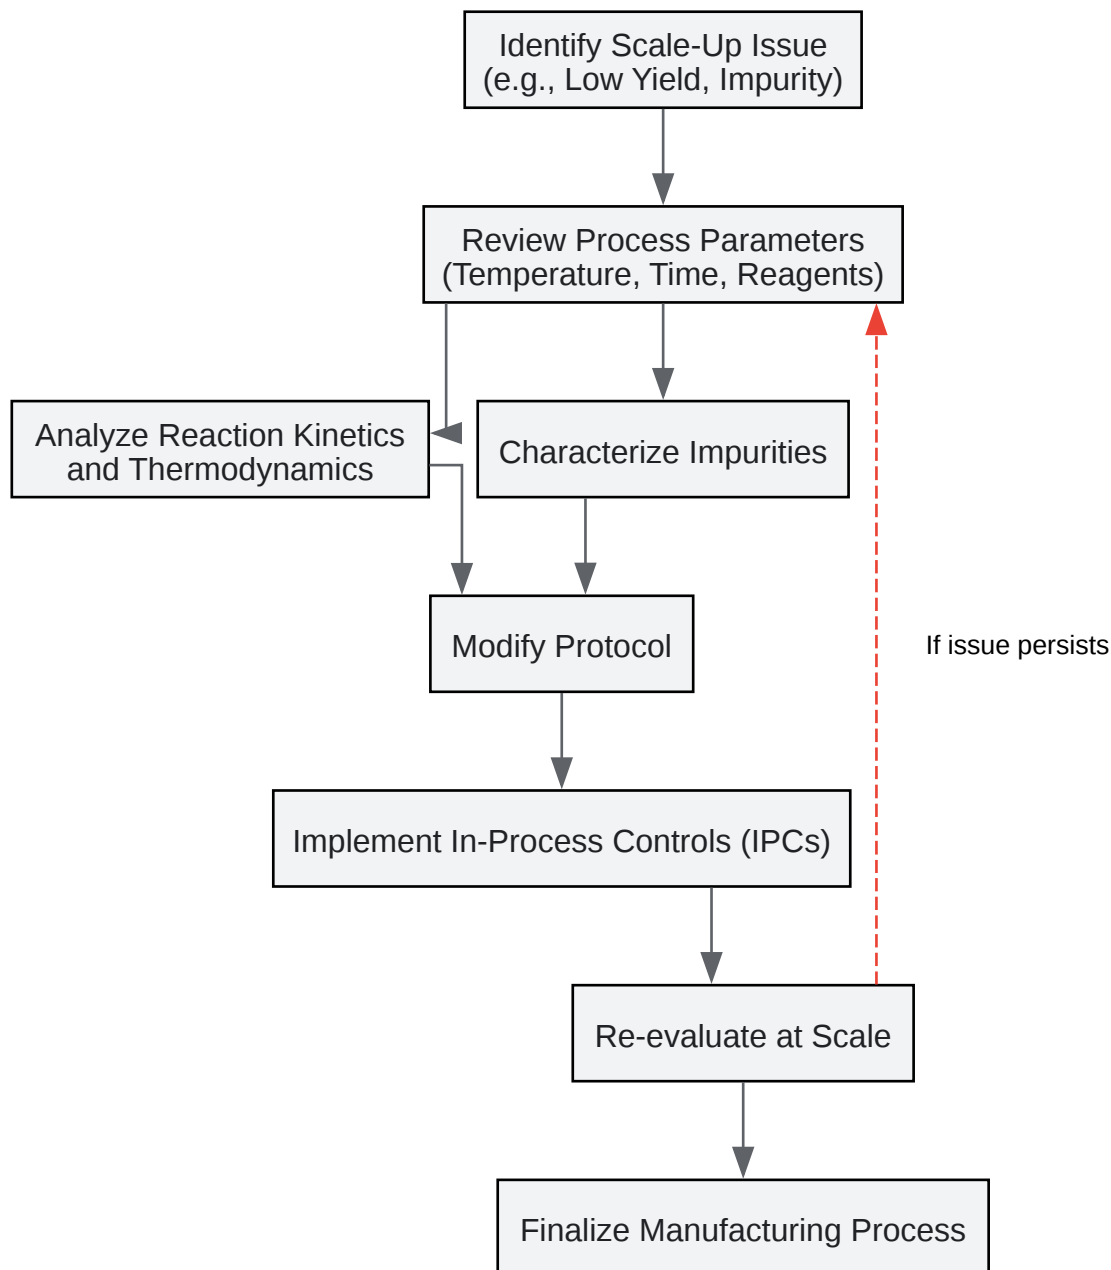 Identify Scale-Up Issue
(e.g., Low Yield, Impurity)
Review Process Parameters
(Temperature, Time, Reagents)
Analyze Reaction Kinetics
and Thermodynamics
Characterize Impurities
Modify Protocol
If issue persists
Implement In-Process Controls (IPCs)
Re-evaluate at Scale
Finalize Manufacturing Process